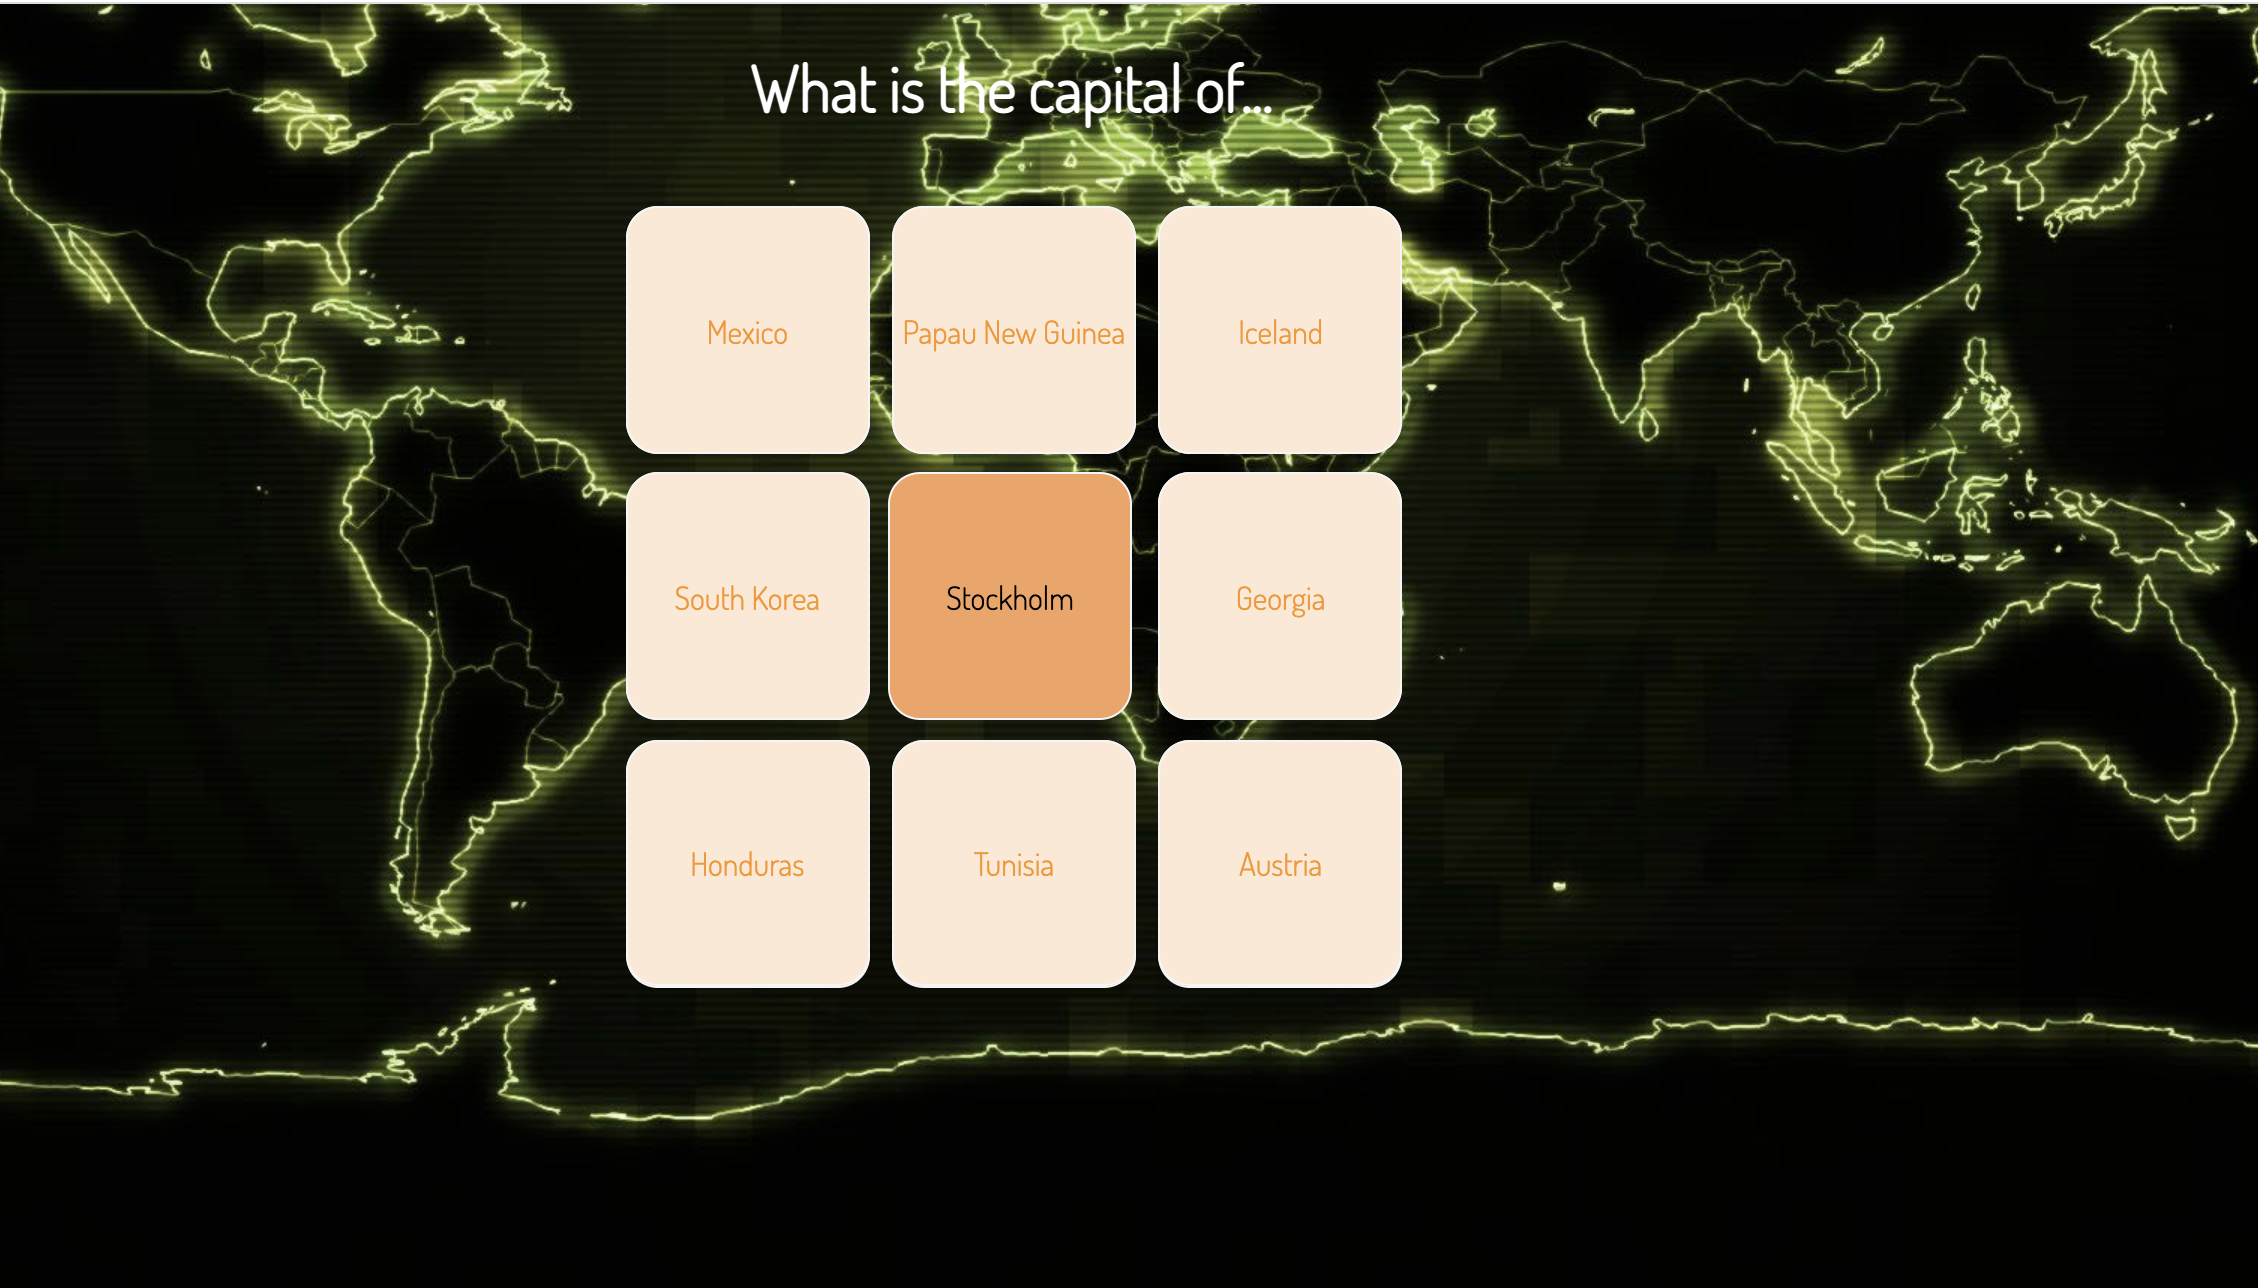 What is the capital of...
Mexico
Papau New Guinea
Iceland
South Korea
Stockholm
Georgia
Honduras
Tunisia
Austria